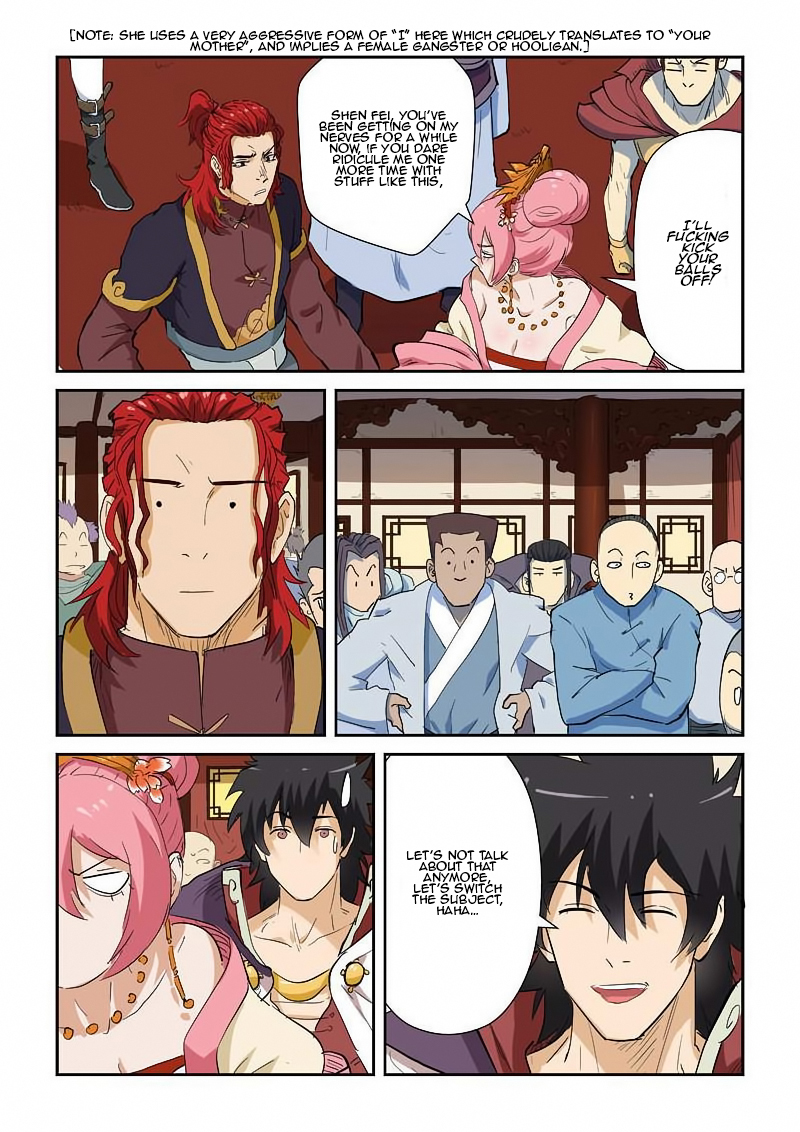 [NOTE: SHE USES A VERY AGGRESSIVE FORM OF "I" HERE WHICH CRUDELY TRANSLATES TO "YOUR
MOTHER", AND IMPLIES A FEMALE GANGSTER OR HOOLIGAN.]
SHEN FEI, YOU'VE
BEEN GETTING ON MY
NERVES FOR A WHILE
NOW, IF YOU DARE
RIDICULE ME ONE
MORE TIME WITH
STUFF LIKE THIS,
I'LL
FUCKING
KICK
YOUR
BALLS
OFF!
LET'S NOT TALK
ABOUT THAT
ANYMORE,
LET'S SWITCH
THE SUBJECT,
HAHA...